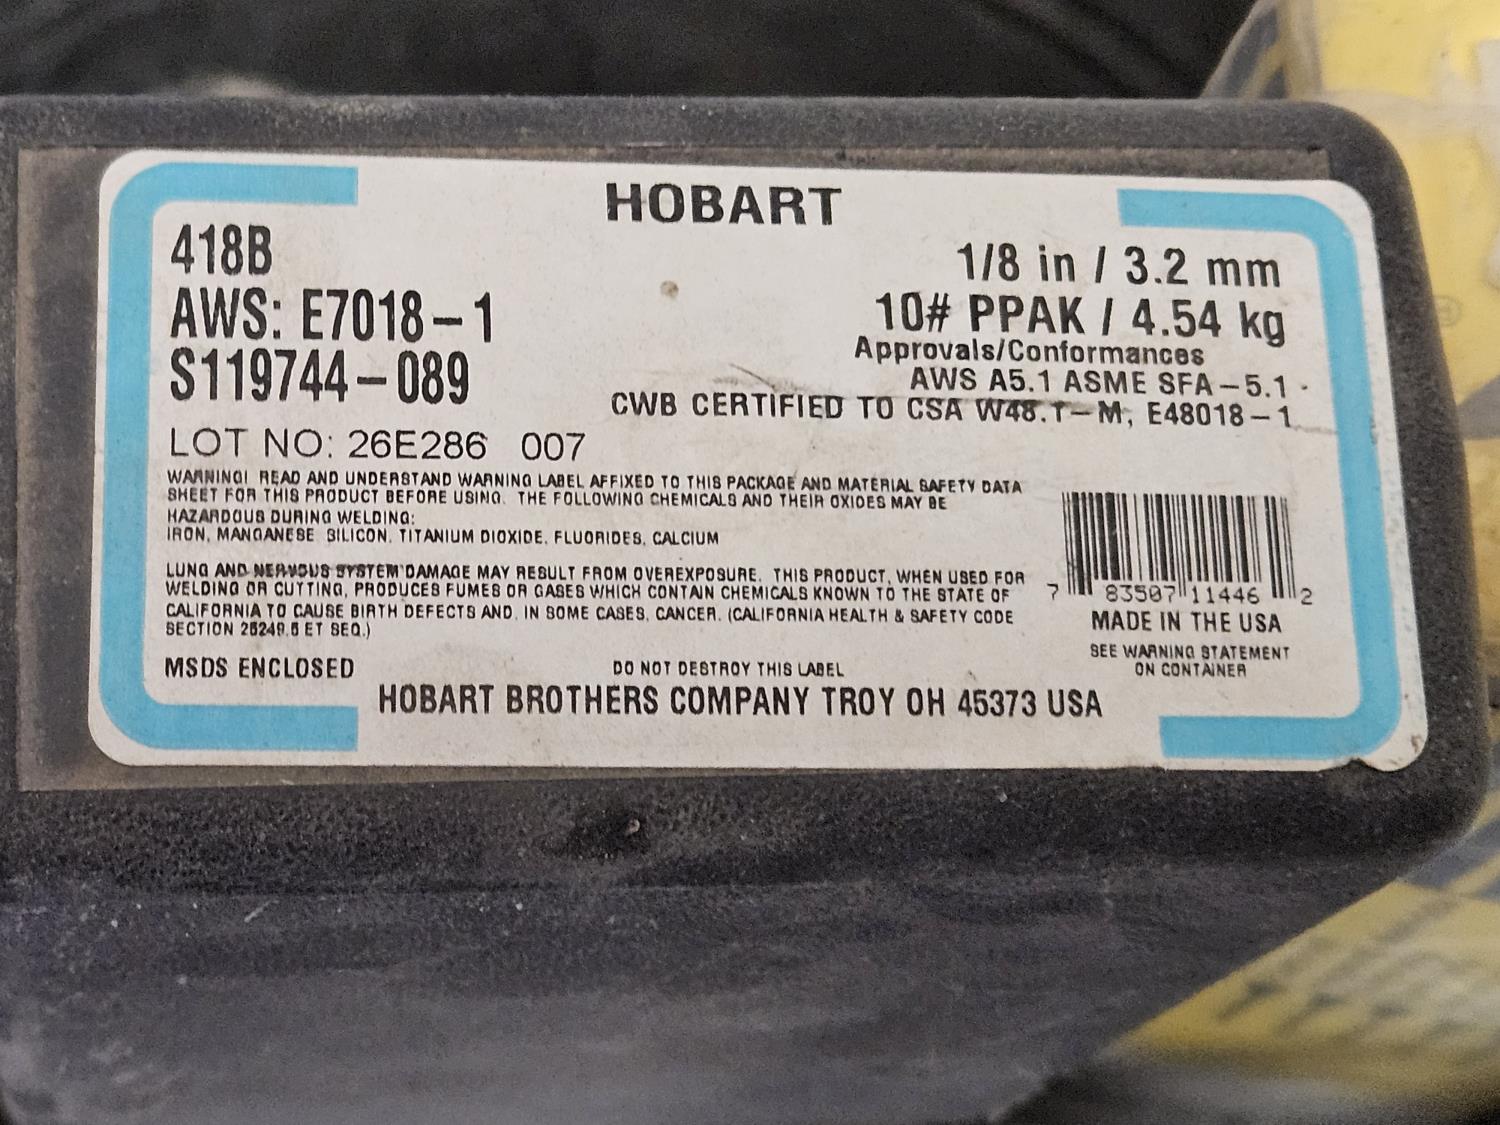 HOBART
418B
AWS: E7018-1
S119744-089
1/8 in / 3.2 mm
10# PPAK / 4.54 kg
Approvals/Conformances
AWS A5.1 ASME SFA-5.1
CWB CERTIFIED TO CSA W48.1-M, E48018-1
LOT NO: 26E286 007
WARNING! READ AND UNDERSTAND WARNING LABEL AFFIXED TO THIS PACKAGE AND MATERIAL SAFETY DATA
SHEET FOR THIS PRODUCT BEFORE USING. THE FOLLOWING CHEMICALS AND THEIR OXIDES MAY BE
HAZARDOUS DURING WELDING:
IRON, MANGANESE SILICON, TITANIUM DIOXIDE, FLUORIDES, CALCIUM
LUNG AND NERVOUS SYSTEM DAMAGE MAY RESULT FROM OVEREXPOSURE. THIS PRODUCT, WHEN USED FOR
WELDING OR CUTTING, PRODUCES FUMES OR GASES WHICH CONTAIN CHEMICALS KNOWN TO THE STATE OF
CALIFORNIA TO CAUSE BIRTH DEFECTS AND, IN SOME CASES, CANCER. (CALIFORNIA HEALTH & SAFETY CODE
SECTION 25249.5 ET SEQ.)
7 83507 11446 2
MADE IN THE USA
SEE WARNING STATEMENT
ON CONTAINER
MSDS ENCLOSED
DO NOT DESTROY THIS LABEL
HOBART BROTHERS COMPANY TROY OH 45373 USA